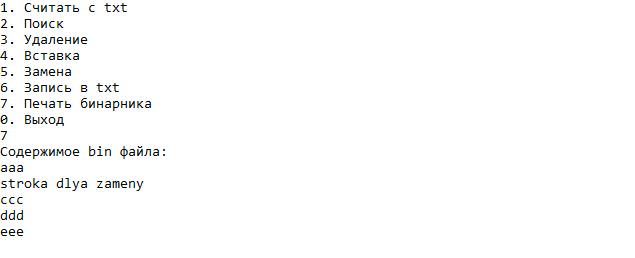 1. Считать с txt
2. Поиск
3. Удаление
4. Вставка
5. Замена
6. Запись в txt
7. Печать бинарника
0. Выход
7
Содержимое bin файла:
aaa
stroka dlya zameny
ccc
ddd
eee